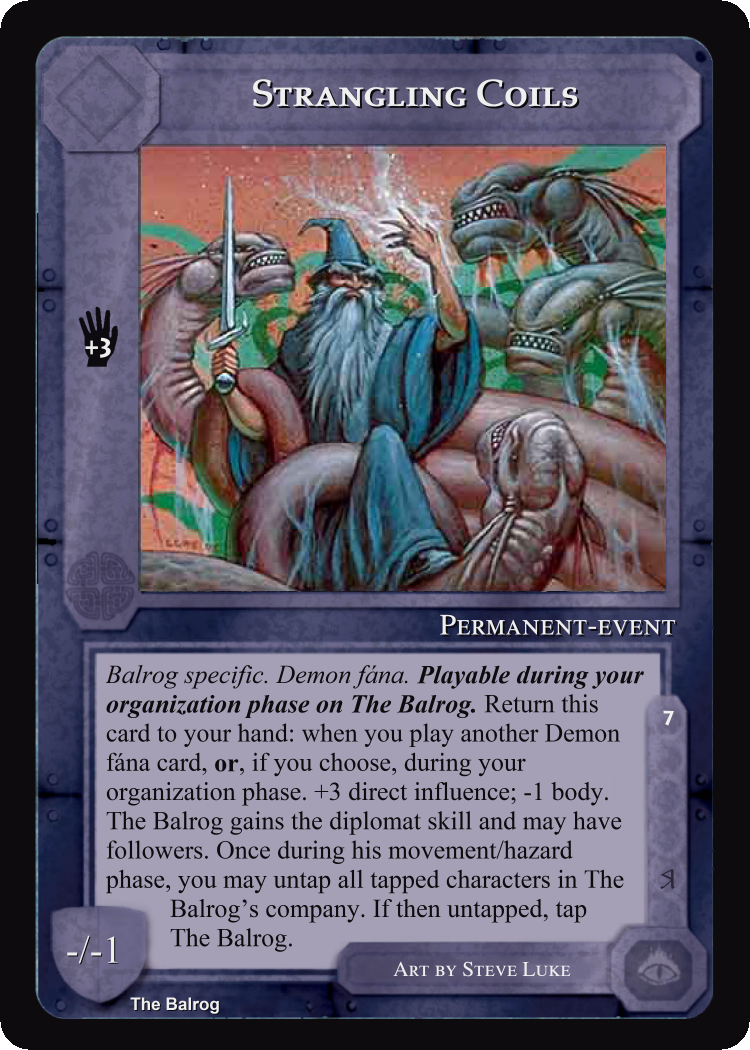 Strangling Coils
+3
Permanent-event
Balrog specific. Demon fána. Playable during your
organization phase on The Balrog. Return this
card to your hand: when you play another Demon
fána card, or, if you choose, during your
organization phase. +3 direct influence; -1 body.
The Balrog gains the diplomat skill and may have
followers. Once during his movement/hazard
phase, you may untap all tapped characters in The
Balrog's company. If then untapped, tap
The Balrog.
7
-/-1
Art by Steve Luke
The Balrog